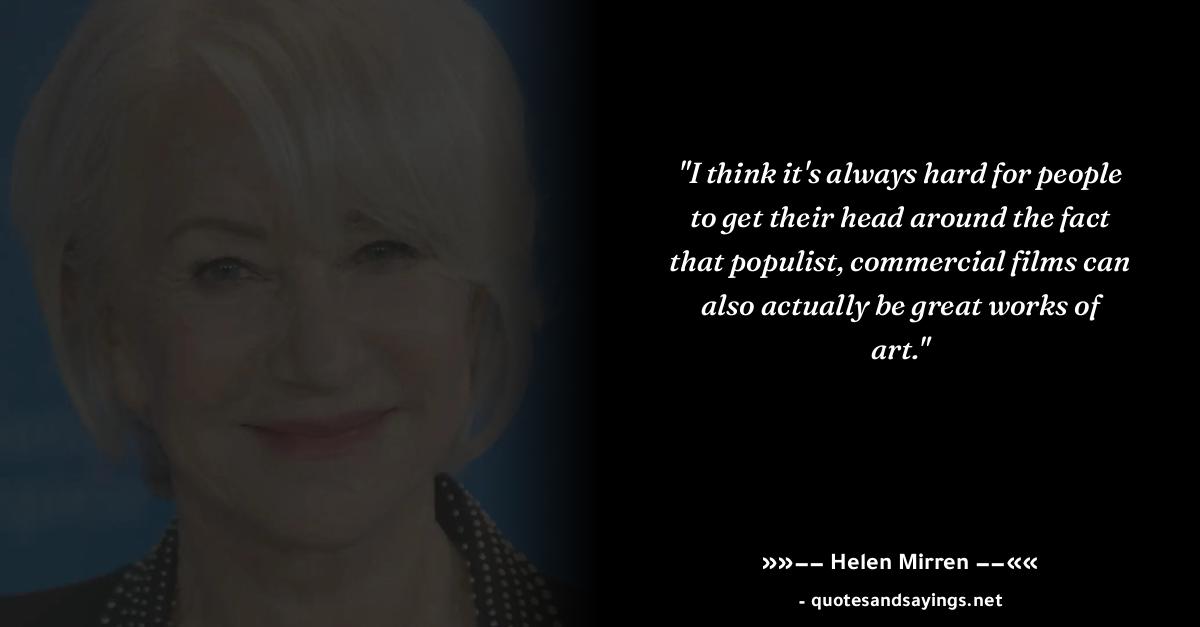 "I think it's always hard for people
to get their head around the fact
that populist, commercial films can
also actually be great works of
art."
»»–– Helen Mirren ––««
- quotesandsayings.net